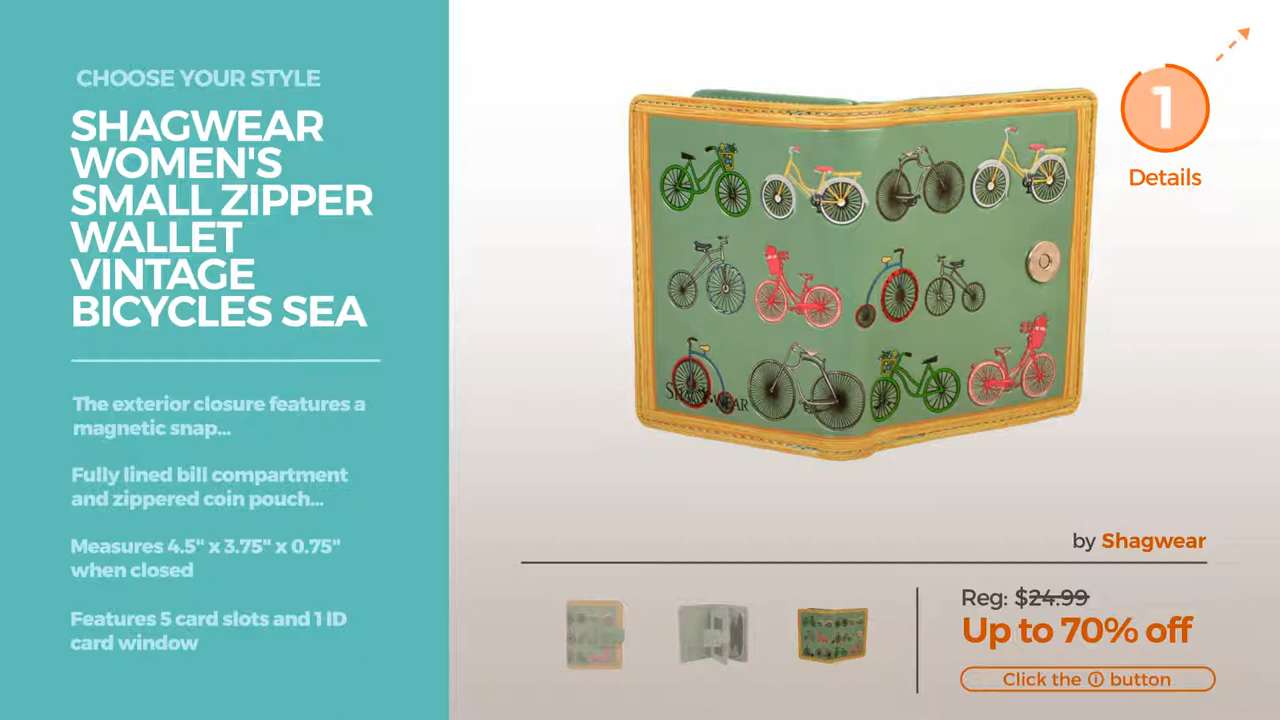 CHOOSE YOUR STYLE
SHAGWEAR
WOMEN'S
SMALL ZIPPER
WALLET
VINTAGE
BICYCLES SEA
The exterior closure features a
magnetic snap...
Fully lined bill compartment
and zippered coin pouch...
Measures 4.5" x 3.75" x 0.75"
when closed
Features 5 card slots and 1 ID
card window
1
Details
SHAGWEAR
by Shagwear
Reg: $24.99
Up to 70% off
Click the ⓘ button